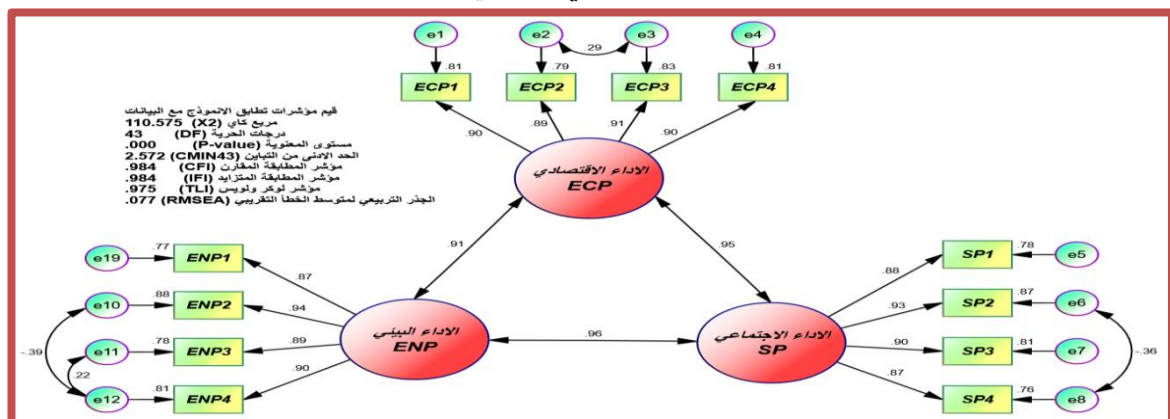 e1
e2
e3
e4
.29
.81
.79
.83
.81
ECP1
ECP2
ECP3
ECP4
قيم مؤشرات تطابق الانموذج مع البيانات
مربع كاي (X2) 110.575
درجات الحرية (DF) 43
مستوى المعنوية (P-value) .000
الحد الادنى من التباين (CMIN43) 2.572
مؤشر المطابقة المقارن (CFI) .984
مؤشر المطابقة المتزايد (IFI) .984
مؤشر لوكر ولويس (TLI) .975
الجذر التربيعي لمتوسط الخطأ التقريبي (RMSEA) .077
.90
.89
.91
.90
الاداء الاقتصادي
ECP
.91
.95
.96
e19
.77
ENP1
.87
e10
.88
ENP2
.94
e11
.78
ENP3
.89
e12
.81
ENP4
.90
-.39
.22
الاداء البيئي
ENP
الاداء الاجتماعي
SP
.88
SP1
.78
e5
.93
SP2
.87
e6
.90
SP3
.81
e7
.87
SP4
.76
e8
-.36